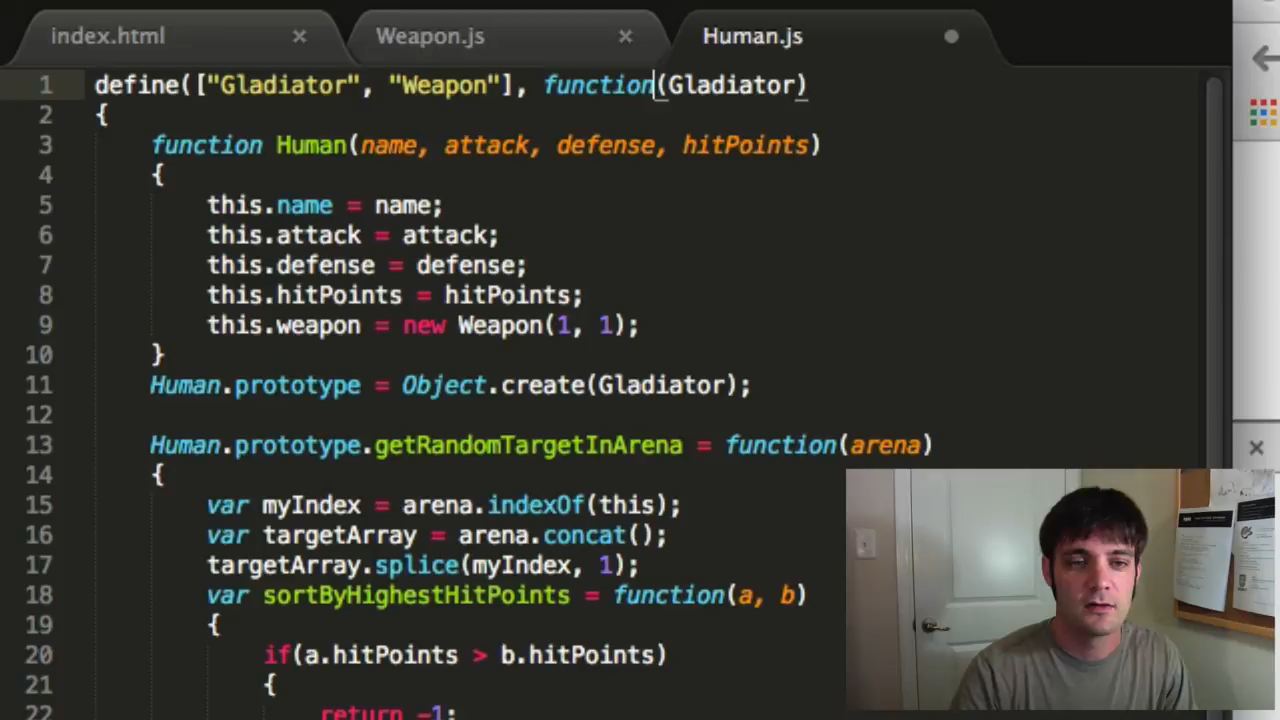 index.html × Weapon.js × Human.js
1 define(["Gladiator", "Weapon"], function(Gladiator)
2 {
3 function Human(name, attack, defense, hitPoints)
4 {
5 this.name = name;
6 this.attack = attack;
7 this.defense = defense;
8 this.hitPoints = hitPoints;
9 this.weapon = new Weapon(1, 1);
10 }
11 Human.prototype = Object.create(Gladiator);
12
13 Human.prototype.getRandomTargetInArena = function(arena)
14 {
15 var myIndex = arena.indexOf(this);
16 var targetArray = arena.concat();
17 targetArray.splice(myIndex, 1);
18 var sortByHighestHitPoints = function(a, b)
19 {
20 if(a.hitPoints > b.hitPoints)
21 {
22 return -1;